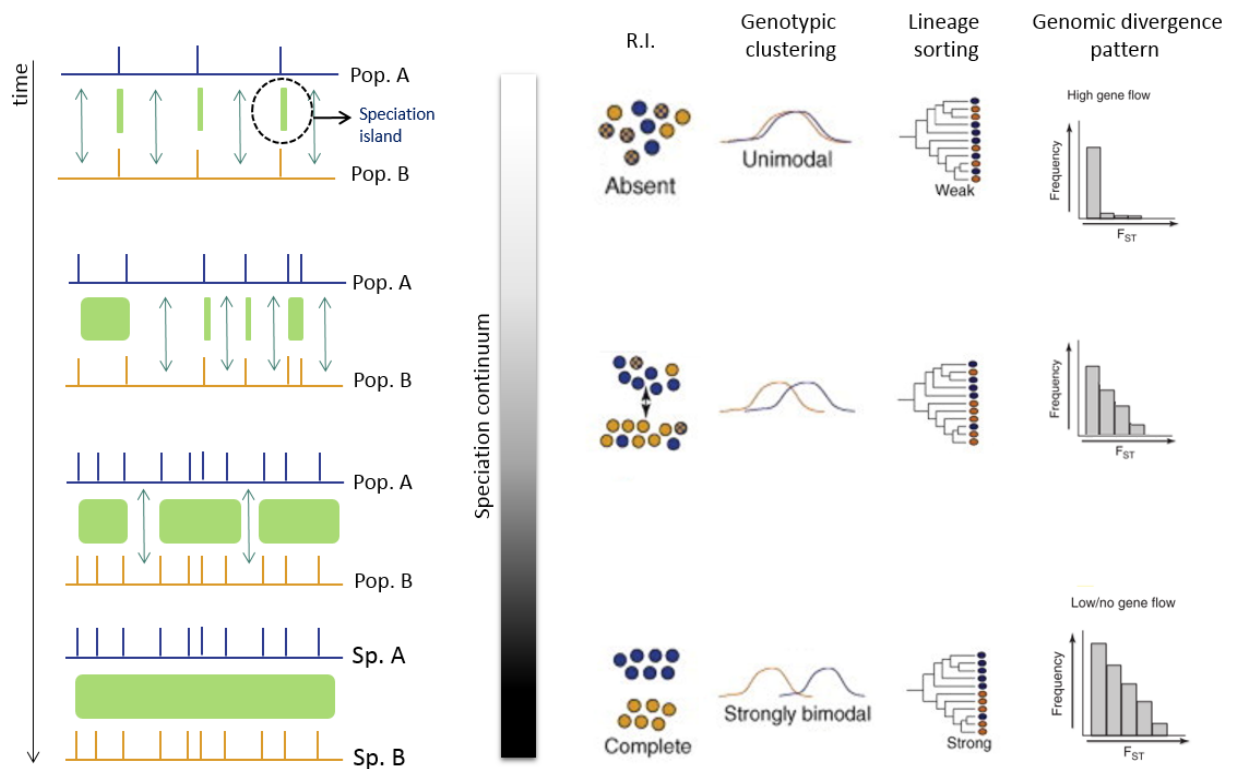 R.I.
Genotypic
clustering
Lineage
sorting
Genomic divergence
pattern
time
Pop. A
Speciation
island
Pop. B
Absent
Unimodal
Weak
High gene flow
Frequency
FST
Pop. A
Pop. B
Speciation continuum
Frequency
FST
Pop. A
Pop. B
Sp. A
Sp. B
Complete
Strongly bimodal
Strong
Low/no gene flow
Frequency
FST